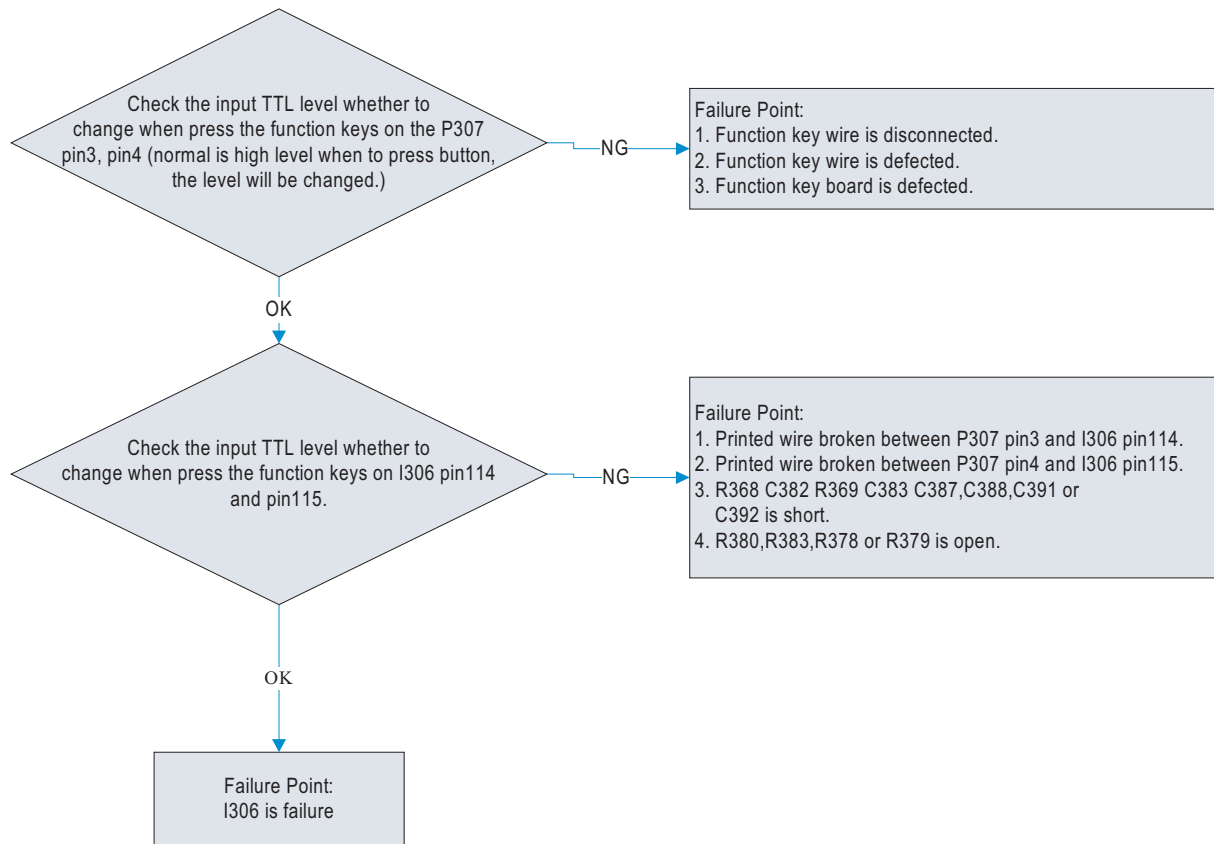 Check the input TTL level whether to
change when press the function keys on the P307
pin3, pin4 (normal is high level when to press button,
the level will be changed.)
NG
Failure Point:
1. Function key wire is disconnected.
2. Function key wire is defected.
3. Function key board is defected.
OK
Check the input TTL level whether to
change when press the function keys on I306 pin114
and pin115.
NG
Failure Point:
1. Printed wire broken between P307 pin3 and I306 pin114.
2. Printed wire broken between P307 pin4 and I306 pin115.
3. R368 C382 R369 C383 C387,C388,C391 or
C392 is short.
4. R380,R383,R378 or R379 is open.
OK
Failure Point:
I306 is failure